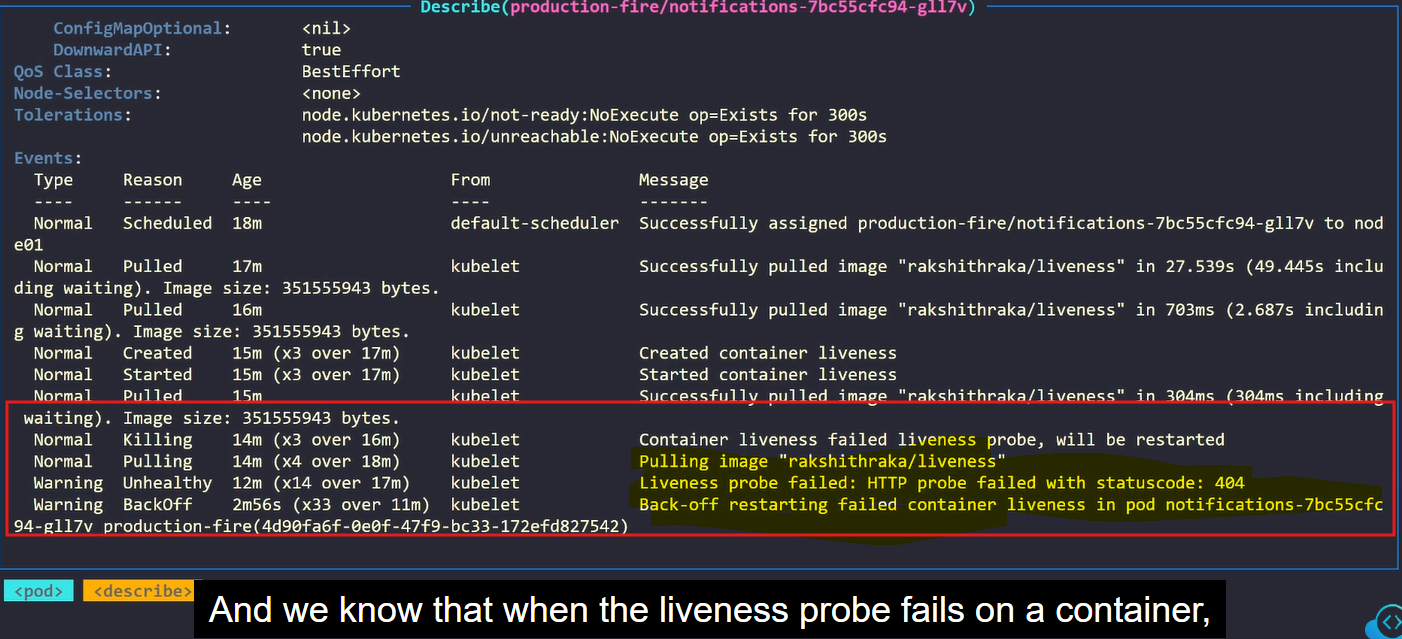 Describe(production-fire/notifications-7bc55cfc94-gll7v)
ConfigMapOptional: <nil>
DownwardAPI: true
QoS Class: BestEffort
Node-Selectors: <none>
Tolerations: node.kubernetes.io/not-ready:NoExecute op=Exists for 300s
node.kubernetes.io/unreachable:NoExecute op=Exists for 300s
Events:
Type Reason Age From Message
---- ------ ---- ---- -------
Normal Scheduled 18m default-scheduler Successfully assigned production-fire/notifications-7bc55cfc94-gll7v to nod
e01
Normal Pulled 17m kubelet Successfully pulled image "rakshithraka/liveness" in 27.539s (49.445s inclu
ding waiting). Image size: 351555943 bytes.
Normal Pulled 16m kubelet Successfully pulled image "rakshithraka/liveness" in 703ms (2.687s includin
g waiting). Image size: 351555943 bytes.
Normal Created 15m (x3 over 17m) kubelet Created container liveness
Normal Started 15m (x3 over 17m) kubelet Started container liveness
Normal Pulled 15m kubelet Successfully pulled image "rakshithraka/liveness" in 304ms (304ms including
waiting). Image size: 351555943 bytes.
Normal Killing 14m (x3 over 16m) kubelet Container liveness failed liveness probe, will be restarted
Normal Pulling 14m (x4 over 18m) kubelet Pulling image "rakshithraka/liveness"
Warning Unhealthy 12m (x14 over 17m) kubelet Liveness probe failed: HTTP probe failed with statuscode: 404
Warning BackOff 2m56s (x33 over 11m) kubelet Back-off restarting failed container liveness in pod notifications-7bc55cfc
94-gll7v_production-fire(4d90fa6f-0e0f-47f9-bc33-172efd827542)
<pod> <describe>
And we know that when the liveness probe fails on a container,